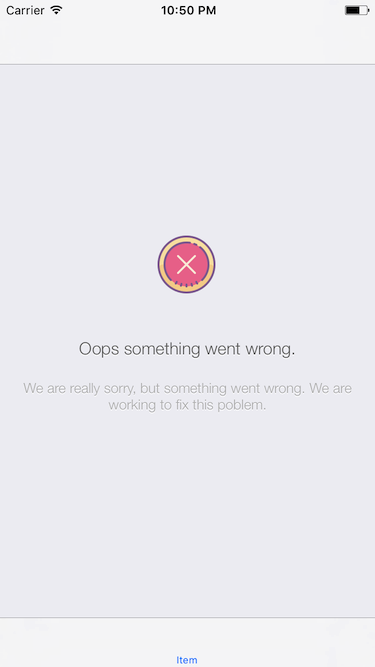 Carrier 10:50 PM
Oops something went wrong.
We are really sorry, but something went wrong. We are
working to fix this poblem.
Item